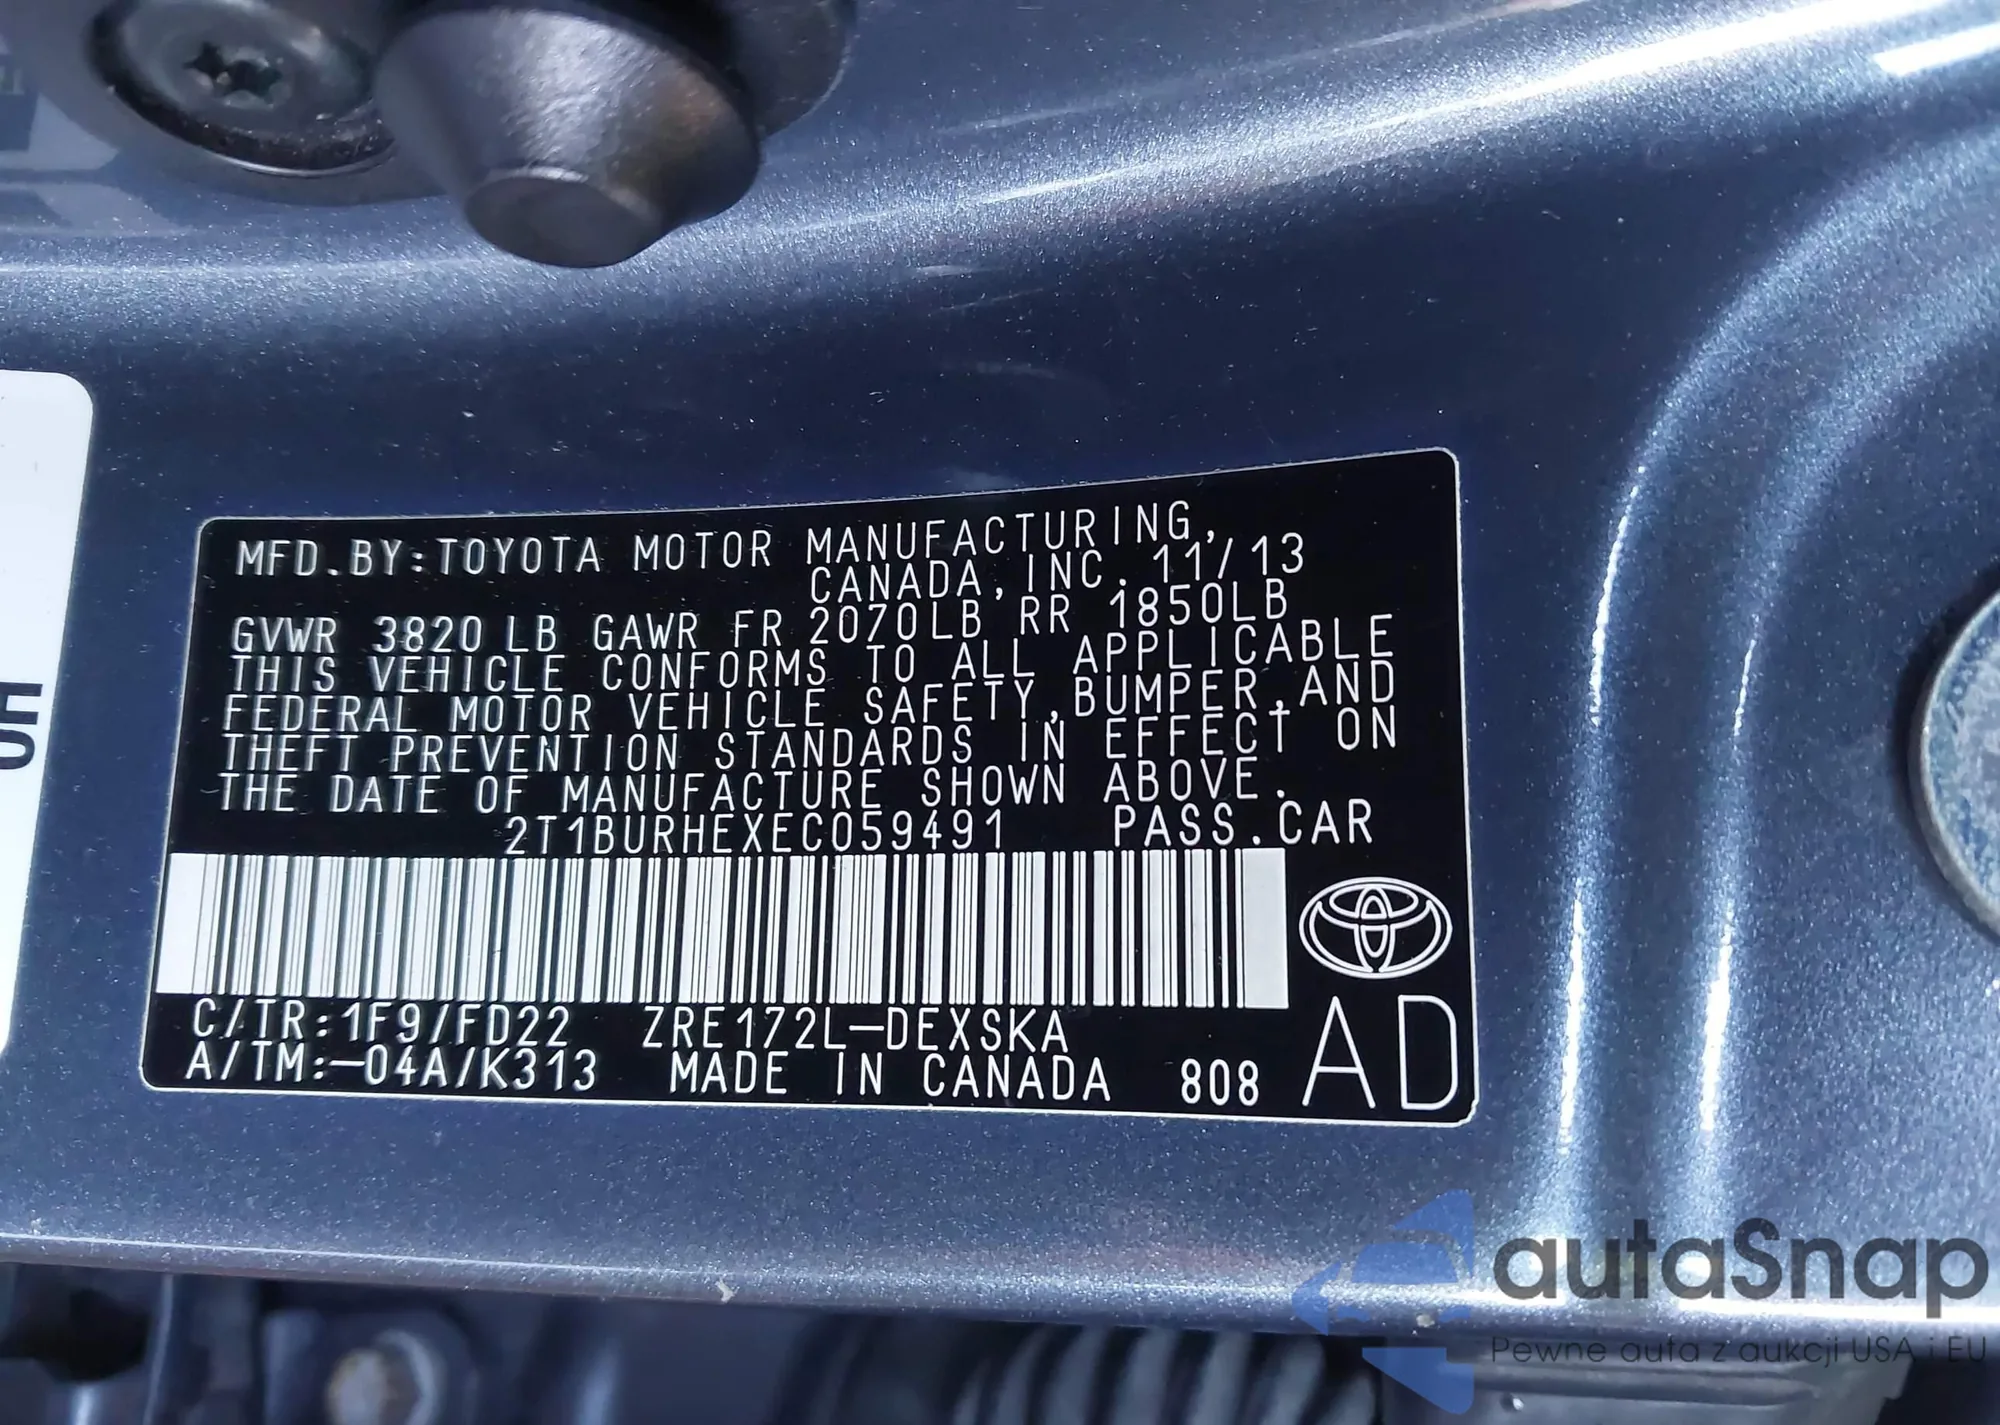 MFD.BY:TOYOTA MOTOR MANUFACTURING,
CANADA,INC. 11/13
GVWR 3820 LB GAWR FR 2070LB RR 1850LB
THIS VEHICLE CONFORMS TO ALL APPLICABLE
FEDERAL MOTOR VEHICLE SAFETY,BUMPER,AND
THEFT PREVENTION STANDARDS IN EFFECT ON
THE DATE OF MANUFACTURE SHOWN ABOVE.
2T1BURHEXEC059491 PASS.CAR
C/TR:1F9/FD22 ZRE172L-DEXSKA
A/TM:-04A/K313 MADE IN CANADA 808 AD
autaSnap
Pewne auta z aukcji USA i EU